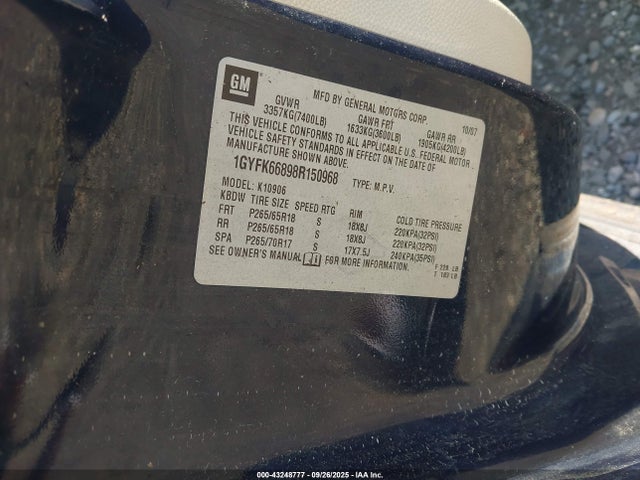 GM
MFD BY GENERAL MOTORS CORP. 10/07
GVWR GAWR FRT GAWR RR
3357KG(7400LB) 1633KG(3600LB) 1905KG(4200LB)
THIS VEHICLE CONFORMS TO ALL APPLICABLE U.S. FEDERAL MOTOR
VEHICLE SAFETY STANDARDS IN EFFECT ON THE DATE OF
MANUFACTURE SHOWN ABOVE.
1GYFK66898R150968 TYPE: M.P.V.
MODEL: K10906
KBDW TIRE SIZE SPEED RTG RIM COLD TIRE PRESSURE
FRT P265/65R18 S 18X8J 220KPA(32PSI)
RR P265/65R18 S 18X8J 220KPA(32PSI)
SPA P265/70R17 S 17X7.5J 240KPA(35PSI)
SEE OWNER'S MANUAL FOR MORE INFORMATION.
000-43248777 - 09/26/2025 - IAA Inc.